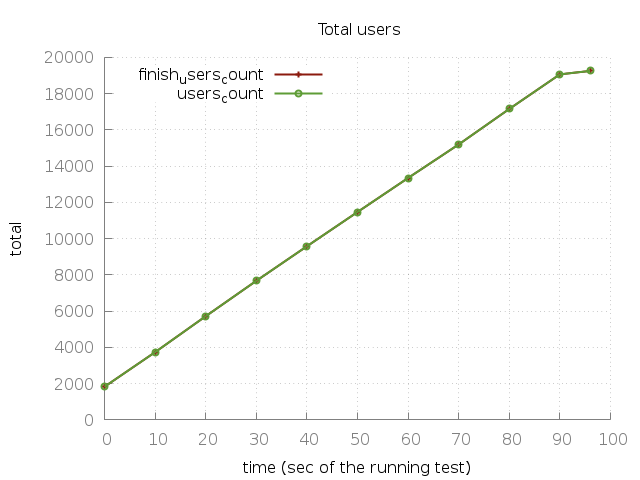 Total users
finish_users_count
users_count
20000
18000
16000
14000
12000
10000
8000
6000
4000
2000
0
total
0 10 20 30 40 50 60 70 80 90 100
time (sec of the running test)